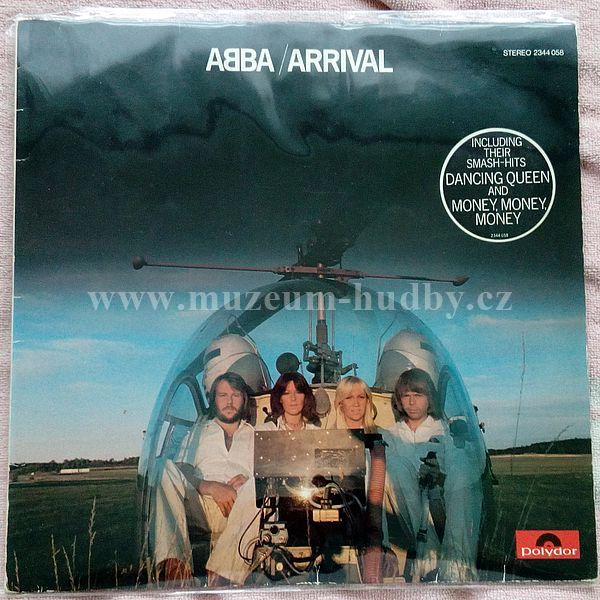 ABBA/ARRIVAL
STEREO 2344 058
INCLUDING
THEIR
SMASH-HITS
DANCING QUEEN
AND
MONEY, MONEY,
MONEY
2344 058
www.muzeum-hudby.cz
Polydor